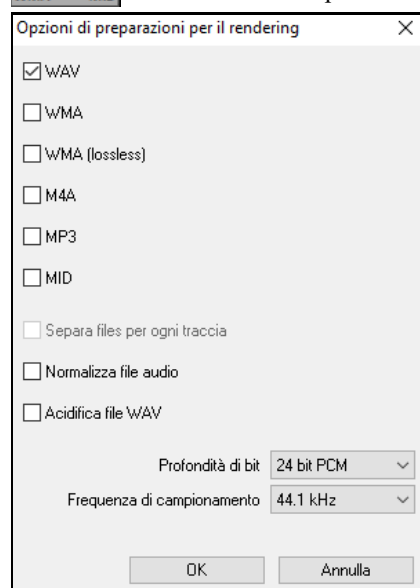 Opzioni di preparazioni per il rendering
WAV
WMA
WMA (lossless)
M4A
MP3
MID
Separa files per ogni traccia
Normalizza file audio
Acidifica file WAV
Profondità di bit 24 bit PCM
Frequenza di campionamento 44.1 kHz
OK Annulla